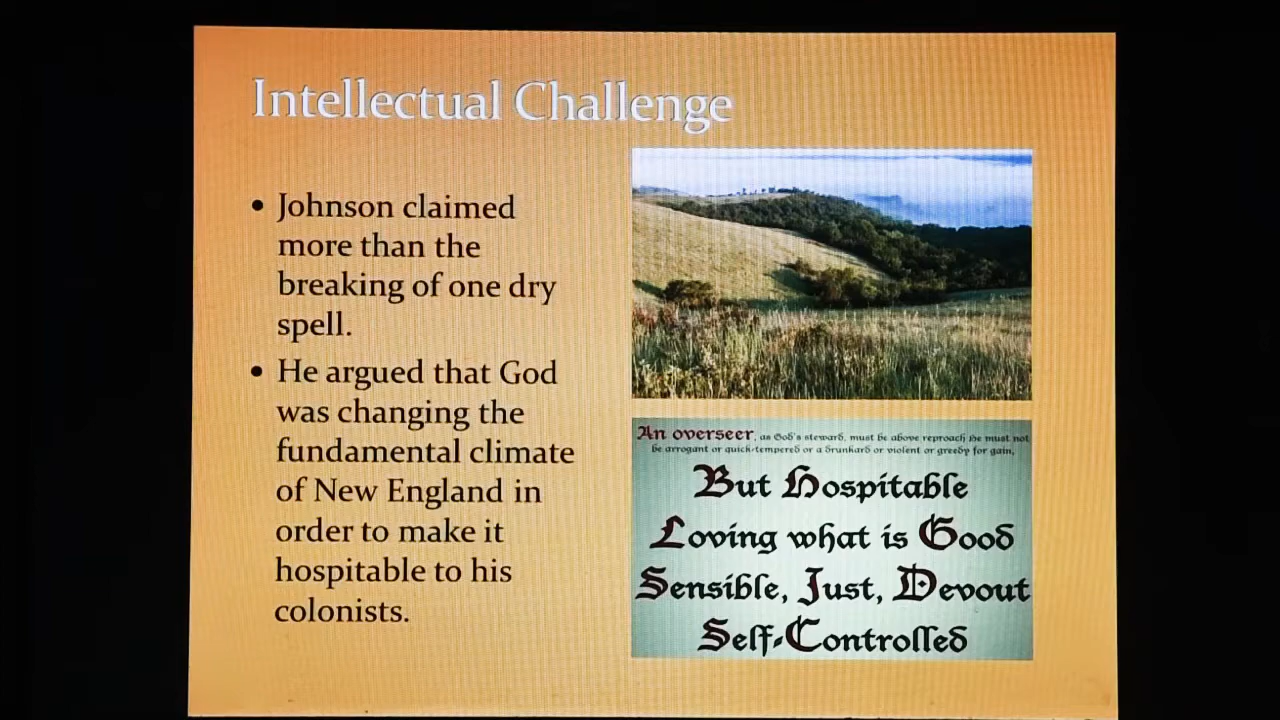 Intellectual Challenge
• Johnson claimed
more than the
breaking of one dry
spell.
• He argued that God
was changing the
fundamental climate
of New England in
order to make it
hospitable to his
colonists.
An overseer, as God's steward, must be above reproach he must not
be arrogant or quick-tempered or a drunkard or violent or greedy for gain,
But Hospitable
Loving what is Good
Sensible, Just, Devout
Self-Controlled